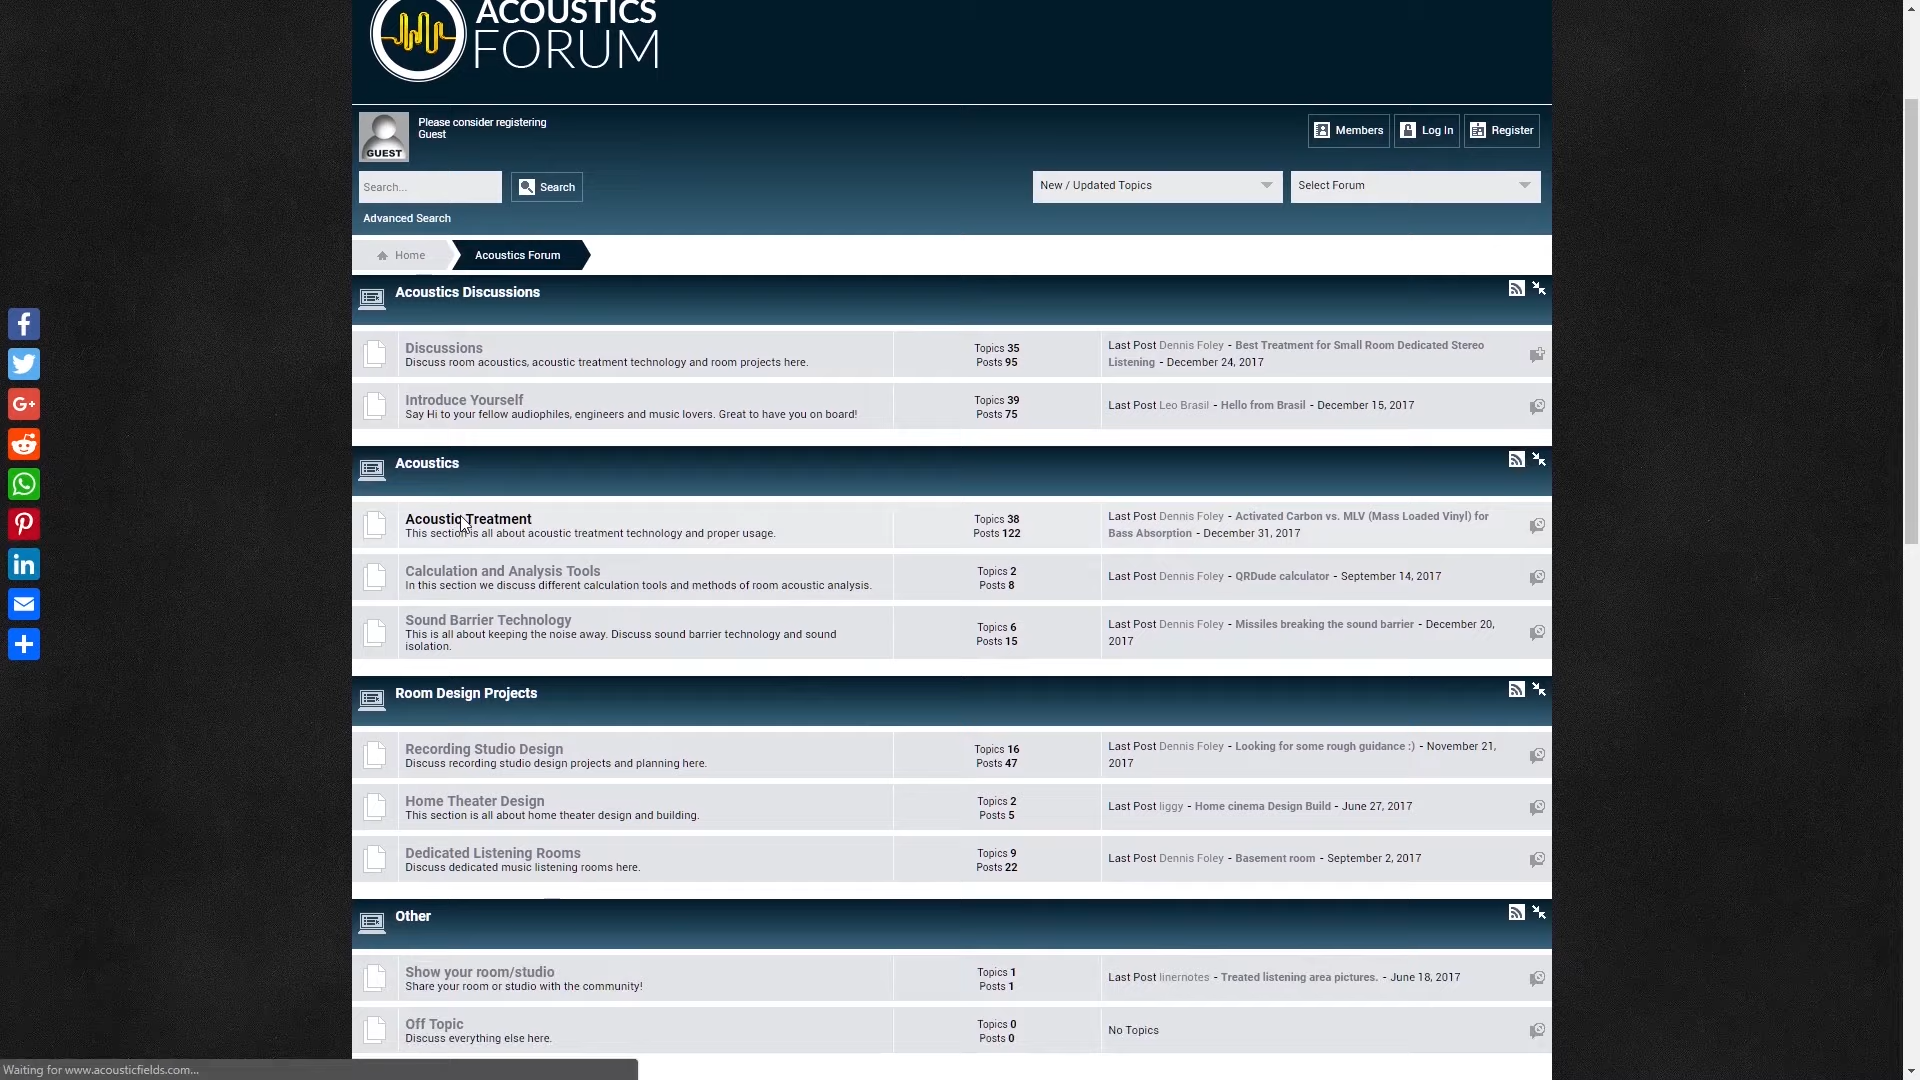 ACOUSTICS
FORUM
Please consider registering
Guest
GUEST
Members
Log In
Register
Search...
Search
New / Updated Topics
Select Forum
Advanced Search
Home
Acoustics Forum
Acoustics Discussions
Discussions
Discuss room acoustics, acoustic treatment technology and room projects here.
Topics 35
Posts 95
Last Post Dennis Foley - Best Treatment for Small Room Dedicated Stereo
Listening - December 24, 2017
Introduce Yourself
Say Hi to your fellow audiophiles, engineers and music lovers. Great to have you on board!
Topics 39
Posts 75
Last Post Leo Brasil - Hello from Brasil - December 15, 2017
Acoustics
Acoustic Treatment
This section is all about acoustic treatment technology and proper usage.
Topics 38
Posts 122
Last Post Dennis Foley - Activated Carbon vs. MLV (Mass Loaded Vinyl) for
Bass Absorption - December 31, 2017
Calculation and Analysis Tools
In this section we discuss different calculation tools and methods of room acoustic analysis.
Topics 2
Posts 8
Last Post Dennis Foley - QRDude calculator - September 14, 2017
Sound Barrier Technology
This is all about keeping the noise away. Discuss sound barrier technology and sound
isolation.
Topics 6
Posts 15
Last Post Dennis Foley - Missiles breaking the sound barrier - December 20,
2017
Room Design Projects
Recording Studio Design
Discuss recording studio design projects and planning here.
Topics 16
Posts 47
Last Post Dennis Foley - Looking for some rough guidance :) - November 21,
2017
Home Theater Design
This section is all about home theater design and building.
Topics 2
Posts 5
Last Post liggy - Home cinema Design Build - June 27, 2017
Dedicated Listening Rooms
Discuss dedicated music listening rooms here.
Topics 9
Posts 22
Last Post Dennis Foley - Basement room - September 2, 2017
Other
Show your room/studio
Share your room or studio with the community!
Topics 1
Posts 1
Last Post linernotes - Treated listening area pictures. - June 18, 2017
Off Topic
Discuss everything else here.
Topics 0
Posts 0
No Topics
Waiting for www.acousticfields.com...